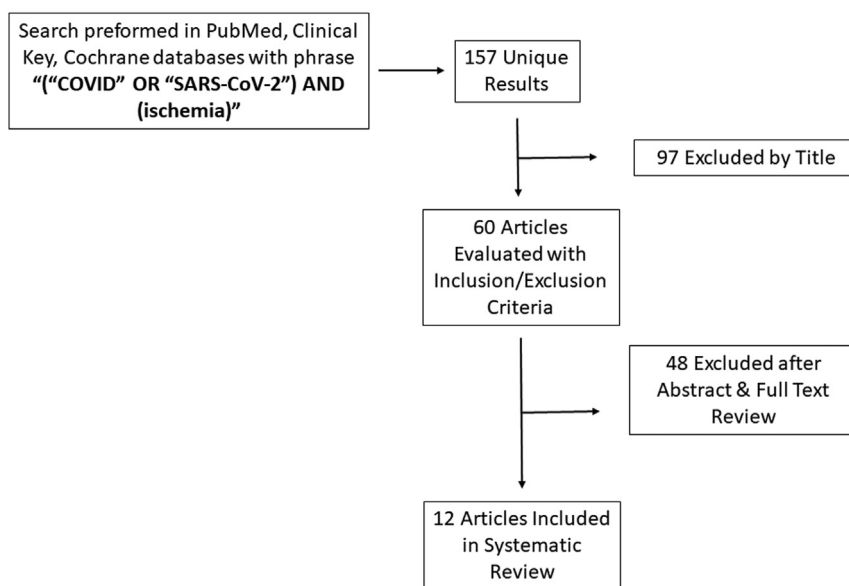 Search preformed in PubMed, Clinical
Key, Cochrane databases with phrase
“(“COVID” OR “SARS-CoV-2”) AND
(ischemia)”
157 Unique
Results
97 Excluded by Title
60 Articles
Evaluated with
Inclusion/Exclusion
Criteria
48 Excluded after
Abstract & Full Text
Review
12 Articles Included
in Systematic
Review